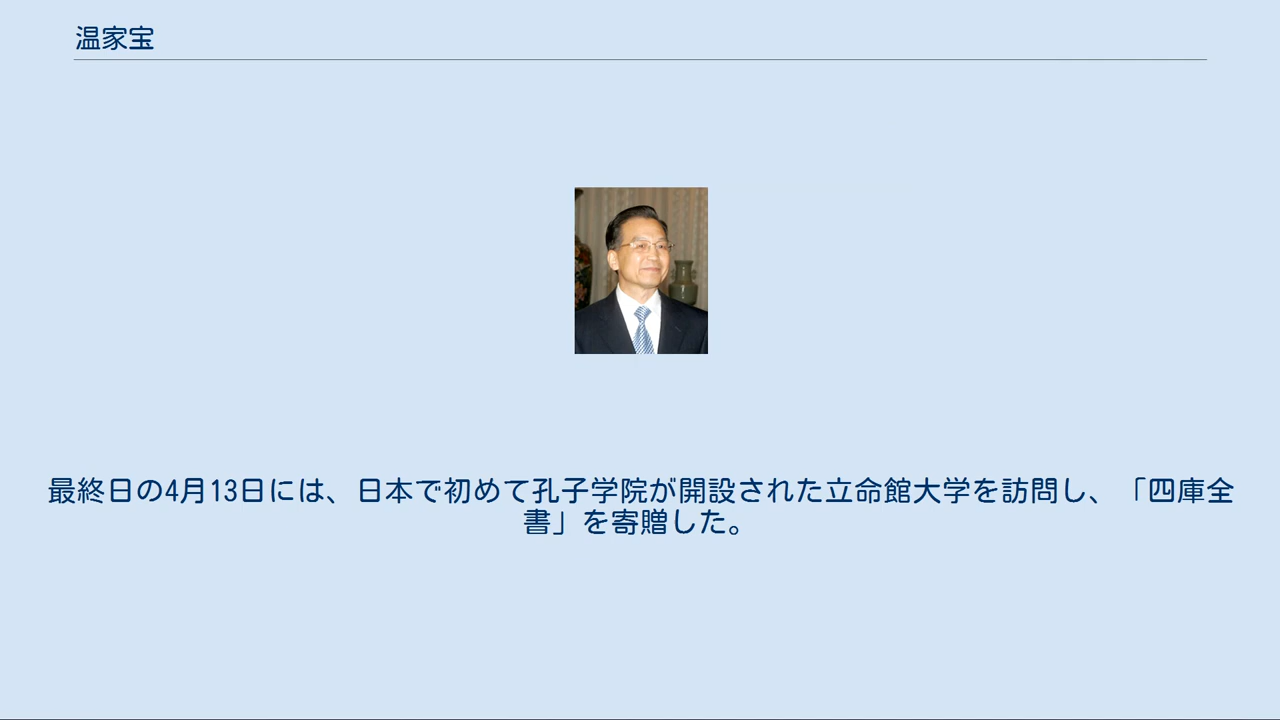 温家宝
最終日の4月13日には、日本で初めて孔子学院が開設された立命館大学を訪問し、「四庫全
書」を寄贈した。